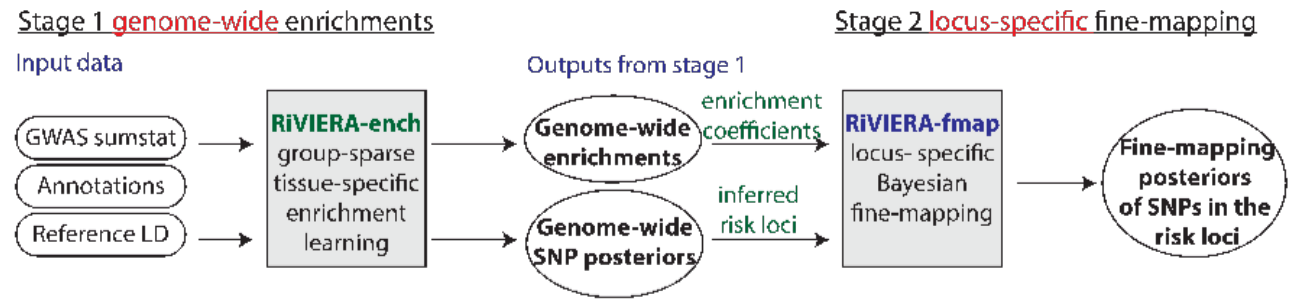 Stage 1 genome-wide enrichments
Stage 2 locus-specific fine-mapping
Input data
Outputs from stage 1
GWAS sumstat
Annotations
Reference LD
RiVIERA-ench
group-sparse
tissue-specific
enrichment
learning
Genome-wide
enrichments
Genome-wide
SNP posteriors
enrichment
coefficients
inferred
risk loci
RiVIERA-fmap
locus- specific
Bayesian
fine-mapping
Fine-mapping
posteriors
of SNPs in the
risk loci